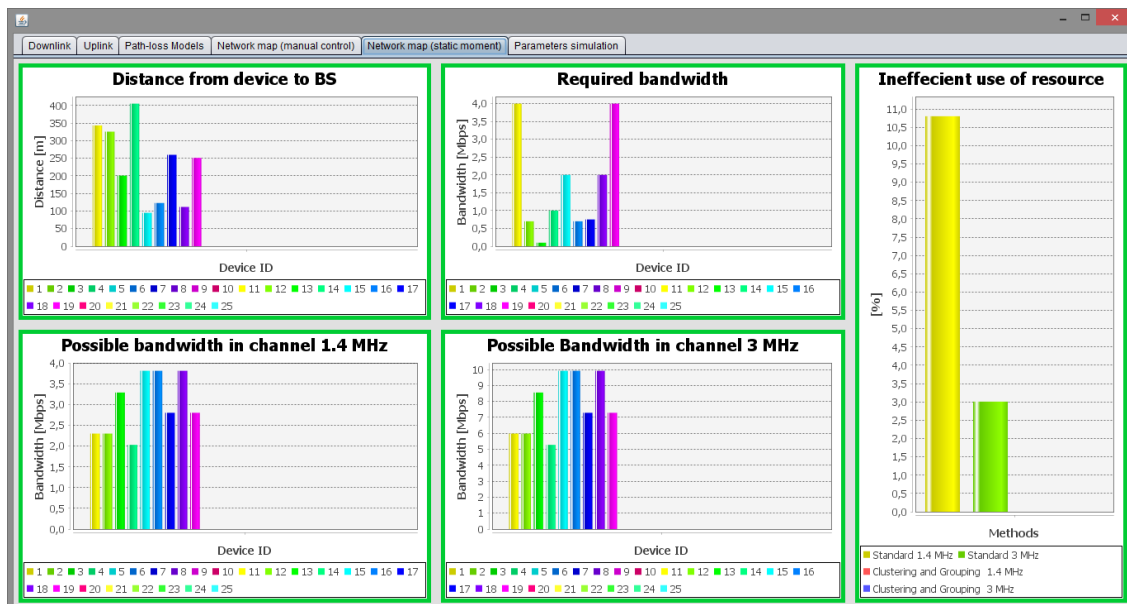 Downlink Uplink Path-loss Models Network map (manual control) Network map (static moment) Parameters simulation
Distance from device to BS
Distance [m]
400
350
300
250
200
150
100
50
0
Device ID
1 2 3 4 5 6 7 8 9 10 11 12 13 14 15 16 17
18 19 20 21 22 23 24 25
Required bandwidth
Bandwidth [Mbps]
4,0
3,5
3,0
2,5
2,0
1,5
1,0
0,5
0,0
Device ID
1 2 3 4 5 6 7 8 9 10 11 12 13 14 15 16
17 18 19 20 21 22 23 24 25
Ineffecient use of resource
[%]
11,0
10,5
10,0
9,5
9,0
8,5
8,0
7,5
7,0
6,5
6,0
5,5
5,0
4,5
4,0
3,5
3,0
2,5
2,0
1,5
1,0
0,5
0,0
Methods
Standard 1.4 MHz Standard 3 MHz
Clustering and Grouping 1.4 MHz
Clustering and Grouping 3 MHz
Possible bandwidth in channel 1.4 MHz
Bandwidth [Mbps]
4,0
3,5
3,0
2,5
2,0
1,5
1,0
0,5
0,0
Device ID
1 2 3 4 5 6 7 8 9 10 11 12 13 14 15 16 17
18 19 20 21 22 23 24 25
Possible Bandwidth in channel 3 MHz
Bandwidth [Mbps]
10
9
8
7
6
5
4
3
2
1
0
Device ID
1 2 3 4 5 6 7 8 9 10 11 12 13 14 15 16
17 18 19 20 21 22 23 24 25